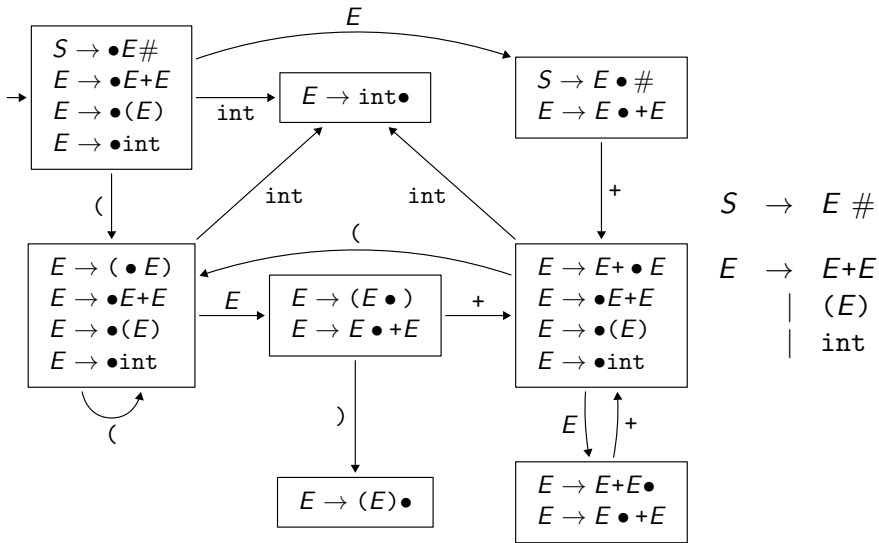 E
S → •E#
E → •E+E
E → •(E)
E → •int
int
E → int•
S → E • #
E → E • +E
(
int
int
+
S → E #
E → E+E
| (E)
| int
E → ( • E)
E → •E+E
E → •(E)
E → •int
(
E
E → (E • )
E → E • +E
+
E → E+ • E
E → •E+E
E → •(E)
E → •int
(
)
E
+
E → (E)•
E → E+E•
E → E • +E